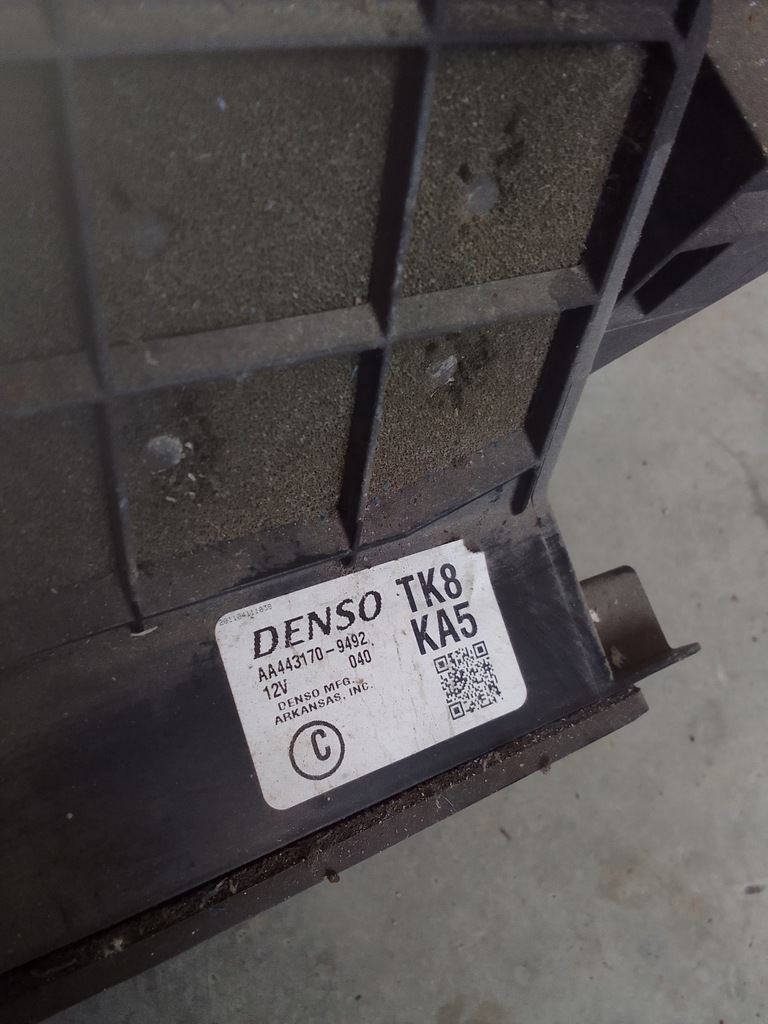 DENSO
TK8
KA5
AA443170-9492
12V 040
DENSO MFG.
ARKANSAS, INC.
C